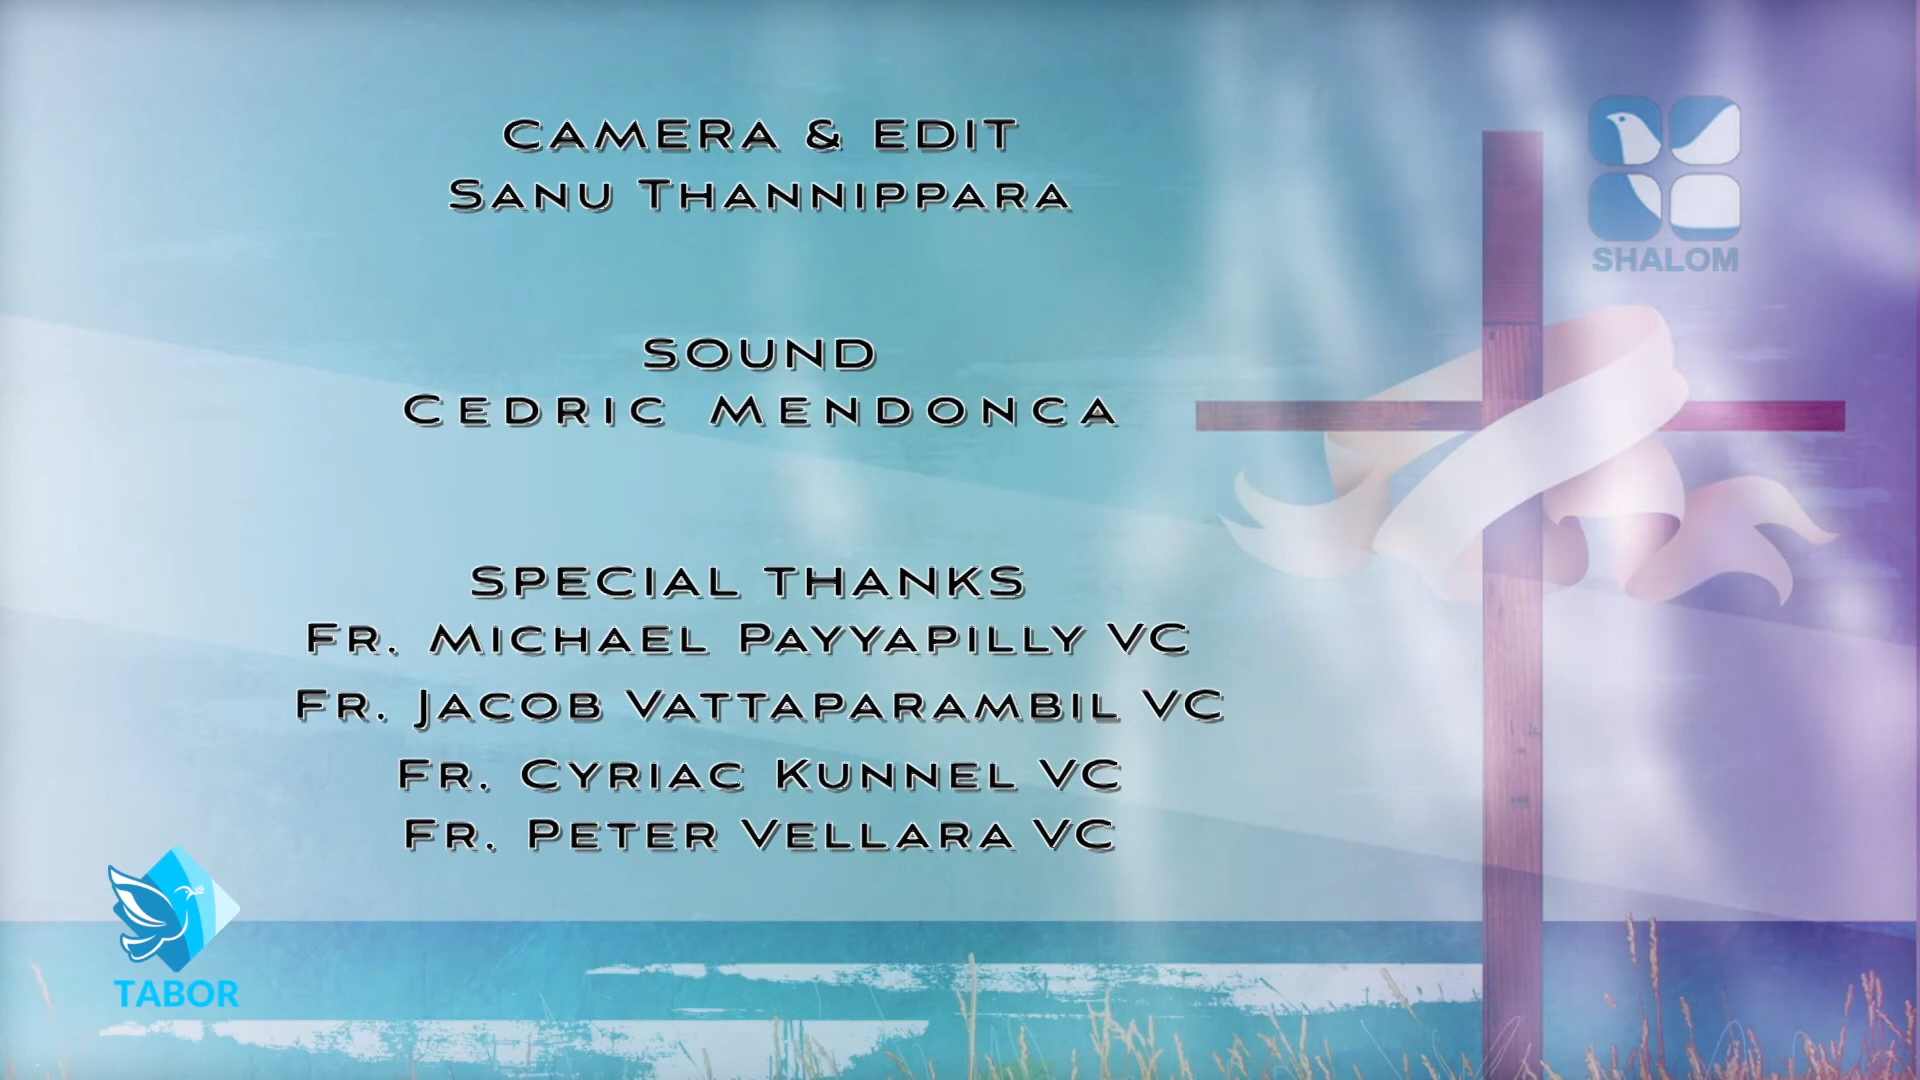 CAMERA & EDIT
SANU THANNIPPARA
SHALOM
SOUND
CEDRIC MENDONCA
SPECIAL THANKS
FR. MICHAEL PAYYAPILLY VC
FR. JACOB VATTAPARAMBIL VC
FR. CYRIAC KUNNEL VC
FR. PETER VELLARA VC
TABOR